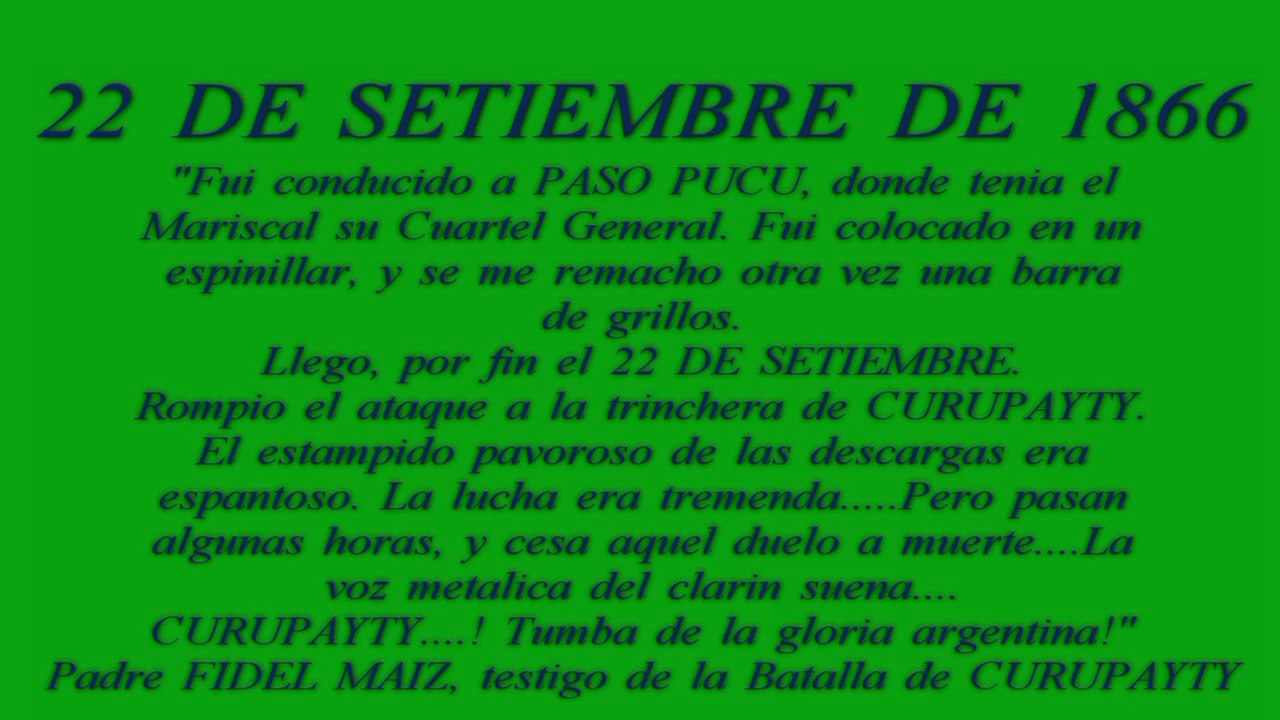 22 DE SETIEMBRE DE 1866
"Fui conducido a PASO PUCU, donde tenia el
Mariscal su Cuartel General. Fui colocado en un
espinillar, y se me remacho otra vez una barra
de grillos.
Llego, por fin el 22 DE SETIEMBRE.
Rompio el ataque a la trinchera de CURUPAYTY.
El estampido pavoroso de las descargas era
espantoso. La lucha era tremenda.....Pero pasan
algunas horas, y cesa aquel duelo a muerte....La
voz metalica del clarin suena....
CURUPAYTY....! Tumba de la gloria argentina!"
Padre FIDEL MAIZ, testigo de la Batalla de CURUPAYTY